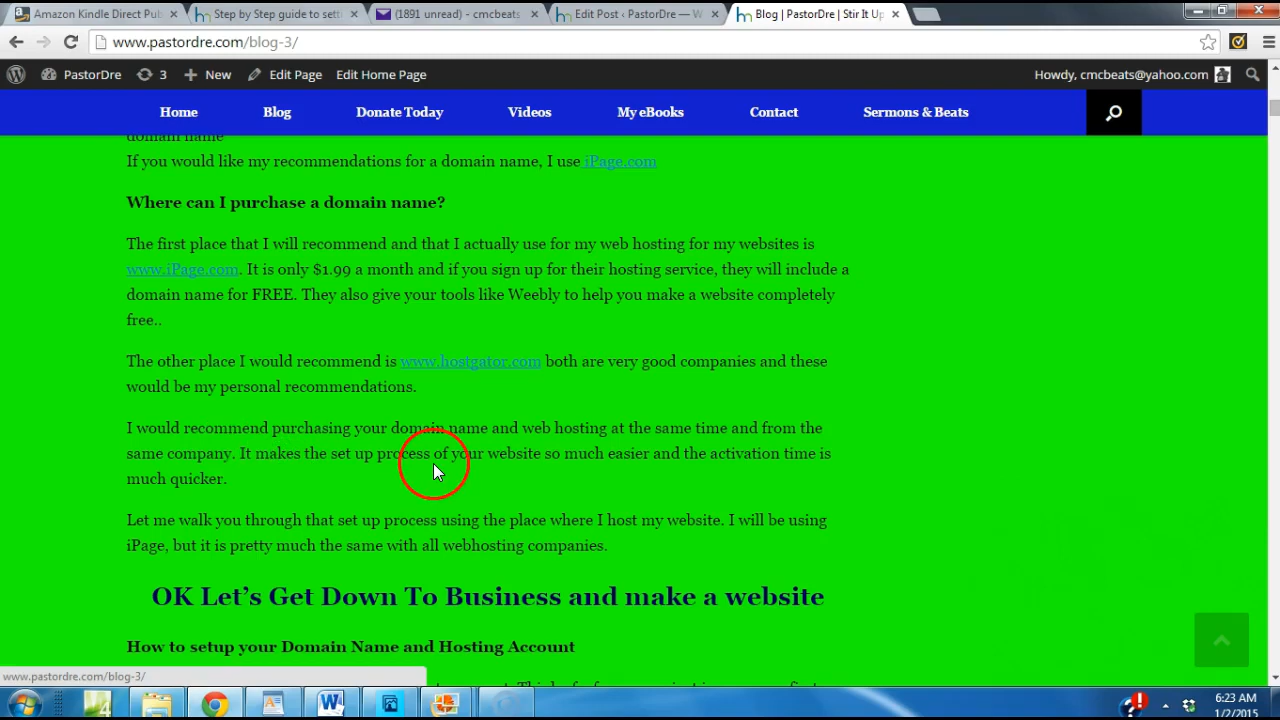 Amazon Kindle Direct Pub
Step by Step guide to sett
(1891 unread) - cmcbeats
Edit Post ‹ PastorDre — W
Blog | PastorDre | Stir It Up
www.pastordre.com/blog-3/
PastorDre
3
New
Edit Page
Edit Home Page
Howdy, cmcbeats@yahoo.com
Home
Blog
Donate Today
Videos
My eBooks
Contact
Sermons & Beats
domain name
If you would like my recommendations for a domain name, I use iPage.com
Where can I purchase a domain name?
The first place that I will recommend and that I actually use for my web hosting for my websites is
www.iPage.com. It is only $1.99 a month and if you sign up for their hosting service, they will include a
domain name for FREE. They also give your tools like Weebly to help you make a website completely
free..
The other place I would recommend is www.hostgator.com both are very good companies and these
would be my personal recommendations.
I would recommend purchasing your domain name and web hosting at the same time and from the
same company. It makes the set up process of your website so much easier and the activation time is
much quicker.
Let me walk you through that set up process using the place where I host my website. I will be using
iPage, but it is pretty much the same with all webhosting companies.
OK Let's Get Down To Business and make a website
How to setup your Domain Name and Hosting Account
www.pastordre.com/blog-3/
6:23 AM
1/2/2015